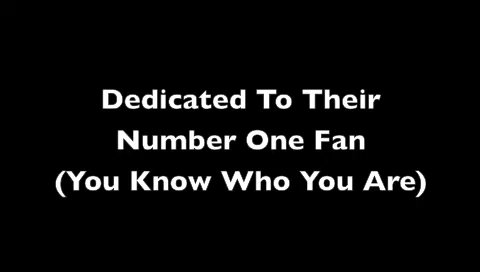 Dedicated To Their
Number One Fan
(You Know Who You Are)